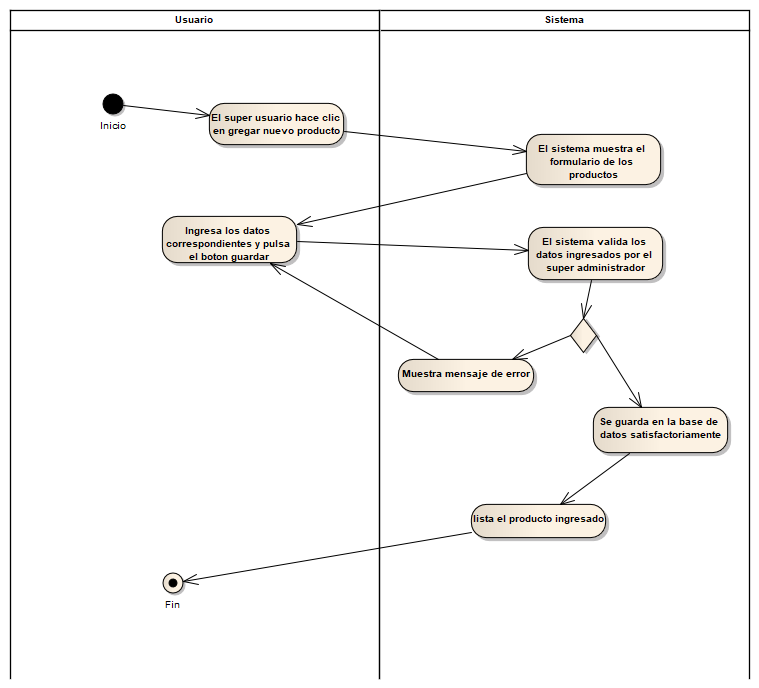 Usuario
Sistema
Inicio
El super usuario hace clic
en gregar nuevo producto
El sistema muestra el
formulario de los
productos
Ingresa los datos
correspondientes y pulsa
el boton guardar
El sistema valida los
datos ingresados por el
super administrador
Muestra mensaje de error
Se guarda en la base de
datos satisfactoriamente
lista el producto ingresado
Fin